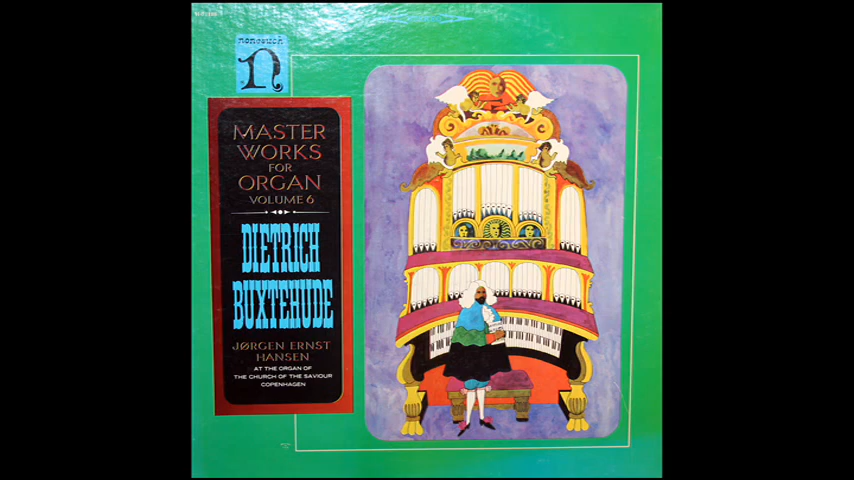 nonesuch
n
MASTER
WORKS
FOR
ORGAN
VOLUME 6
DIETRICH
BUXTEHUDE
JØRGEN ERNST
HANSEN
AT THE ORGAN OF
THE CHURCH OF THE SAVIOUR
COPENHAGEN